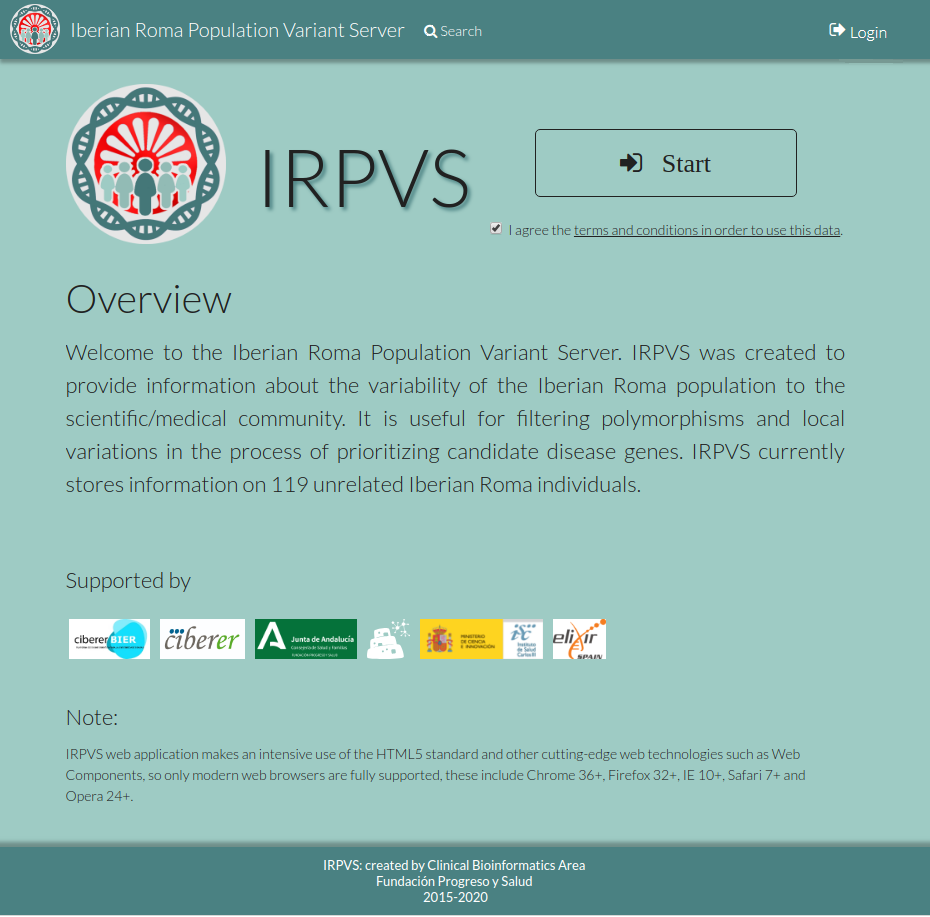 Iberian Roma Population Variant Server
Search
Login
IRPVS
Start
I agree the terms and conditions in order to use this data.
Overview
Welcome to the Iberian Roma Population Variant Server. IRPVS was created to
provide information about the variability of the Iberian Roma population to the
scientific/medical community. It is useful for filtering polymorphisms and local
variations in the process of prioritizing candidate disease genes. IRPVS currently
stores information on 119 unrelated Iberian Roma individuals.
Supported by
cibererBIER
ciberer
Junta de Andalucía
Consejería de Salud y Familias
FUNDACIÓN PROGRESO Y SALUD
MINISTERIO
DE CIENCIA
E INNOVACIÓN
Instituto
de Salud
Carlos III
elixir
SPAIN
Note:
IRPVS web application makes an intensive use of the HTML5 standard and other cutting-edge web technologies such as Web
Components, so only modern web browsers are fully supported, these include Chrome 36+, Firefox 32+, IE 10+, Safari 7+ and
Opera 24+.
IRPVS: created by Clinical Bioinformatics Area
Fundación Progreso y Salud
2015-2020